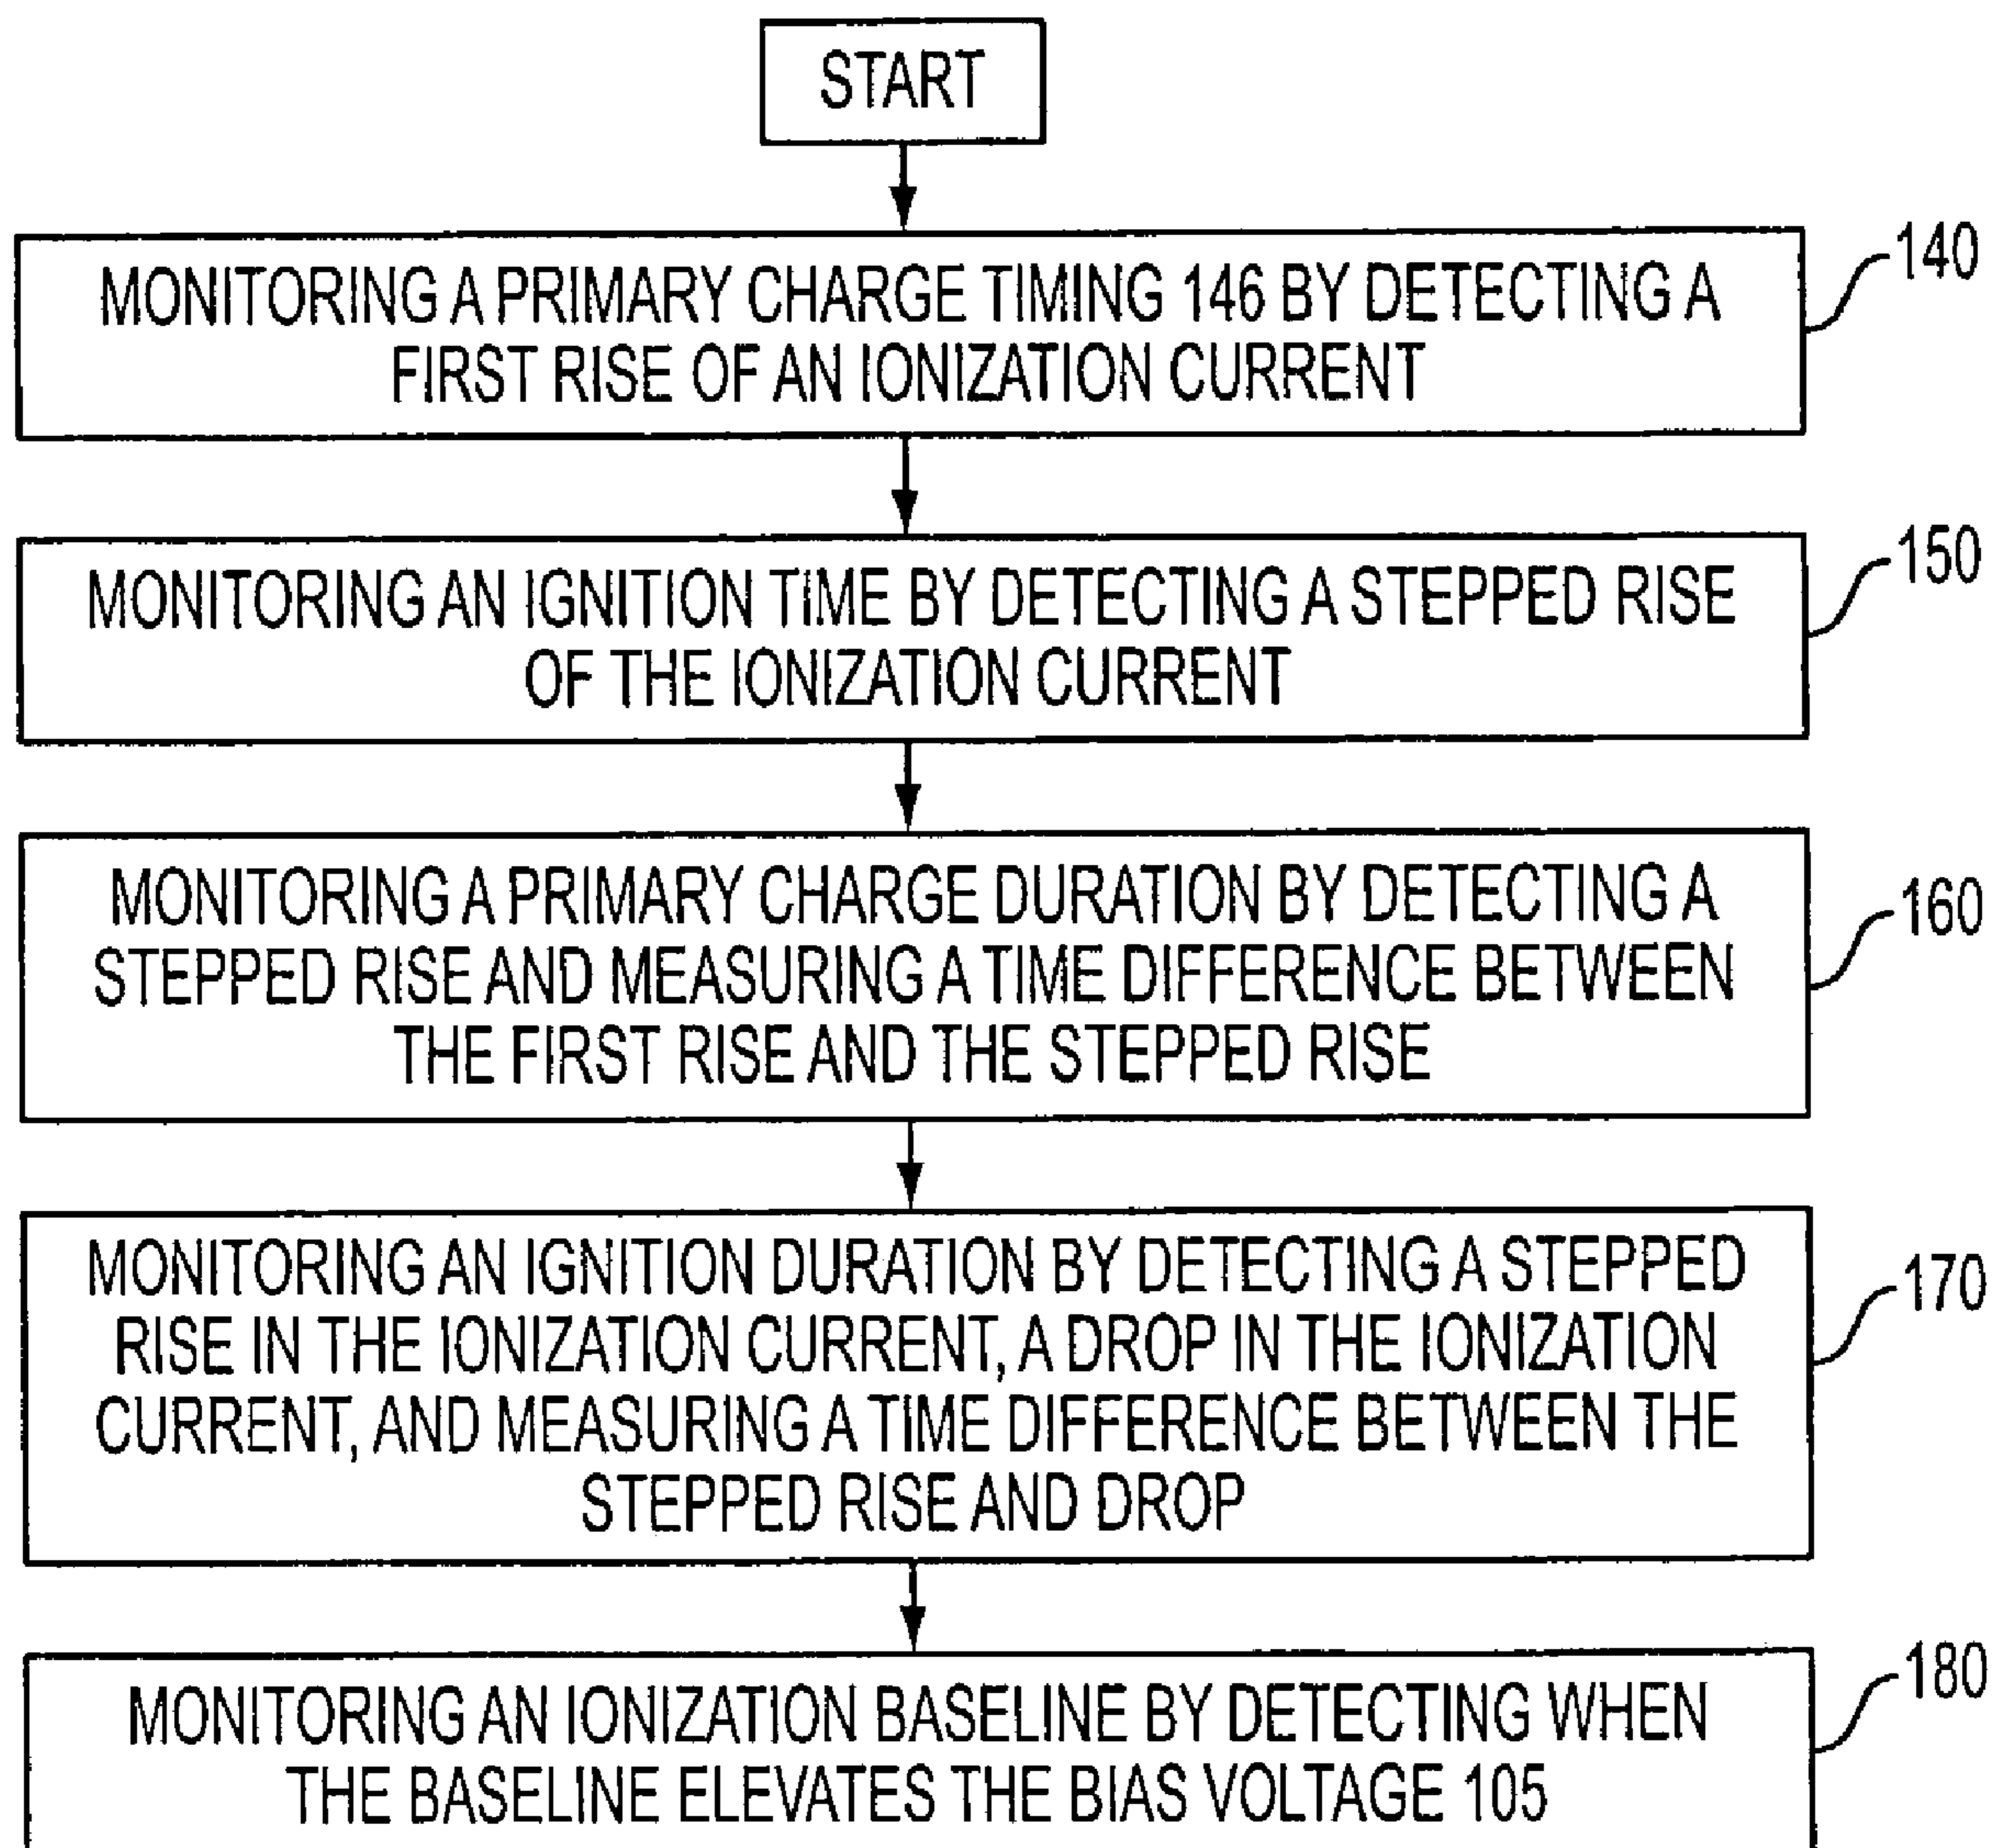 START
MONITORING A PRIMARY CHARGE TIMING 146 BY DETECTING A
FIRST RISE OF AN IONIZATION CURRENT
140
MONITORING AN IGNITION TIME BY DETECTING A STEPPED RISE
OF THE IONIZATION CURRENT
150
MONITORING A PRIMARY CHARGE DURATION BY DETECTING A
STEPPED RISE AND MEASURING A TIME DIFFERENCE BETWEEN
THE FIRST RISE AND THE STEPPED RISE
160
MONITORING AN IGNITION DURATION BY DETECTING A STEPPED
RISE IN THE IONIZATION CURRENT, A DROP IN THE IONIZATION
CURRENT, AND MEASURING A TIME DIFFERENCE BETWEEN THE
STEPPED RISE AND DROP
170
MONITORING AN IONIZATION BASELINE BY DETECTING WHEN
THE BASELINE ELEVATES THE BIAS VOLTAGE 105
180